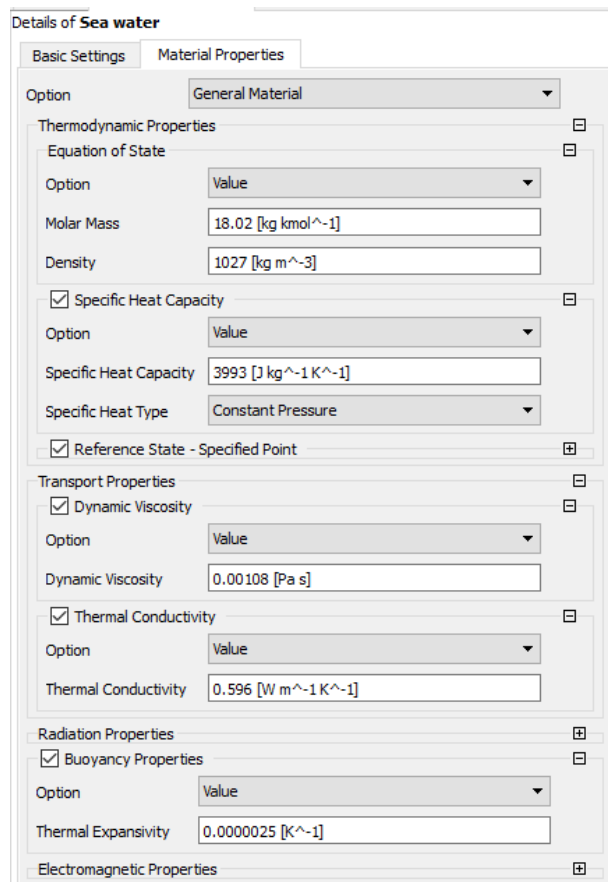 Details of Sea water
Basic Settings Material Properties
Option General Material
Thermodynamic Properties
Equation of State
Option Value
Molar Mass 18.02 [kg kmol^-1]
Density 1027 [kg m^-3]
Specific Heat Capacity
Option Value
Specific Heat Capacity 3993 [J kg^-1 K^-1]
Specific Heat Type Constant Pressure
Reference State - Specified Point
Transport Properties
Dynamic Viscosity
Option Value
Dynamic Viscosity 0.00108 [Pa s]
Thermal Conductivity
Option Value
Thermal Conductivity 0.596 [W m^-1 K^-1]
Radiation Properties
Buoyancy Properties
Option Value
Thermal Expansivity 0.0000025 [K^-1]
Electromagnetic Properties